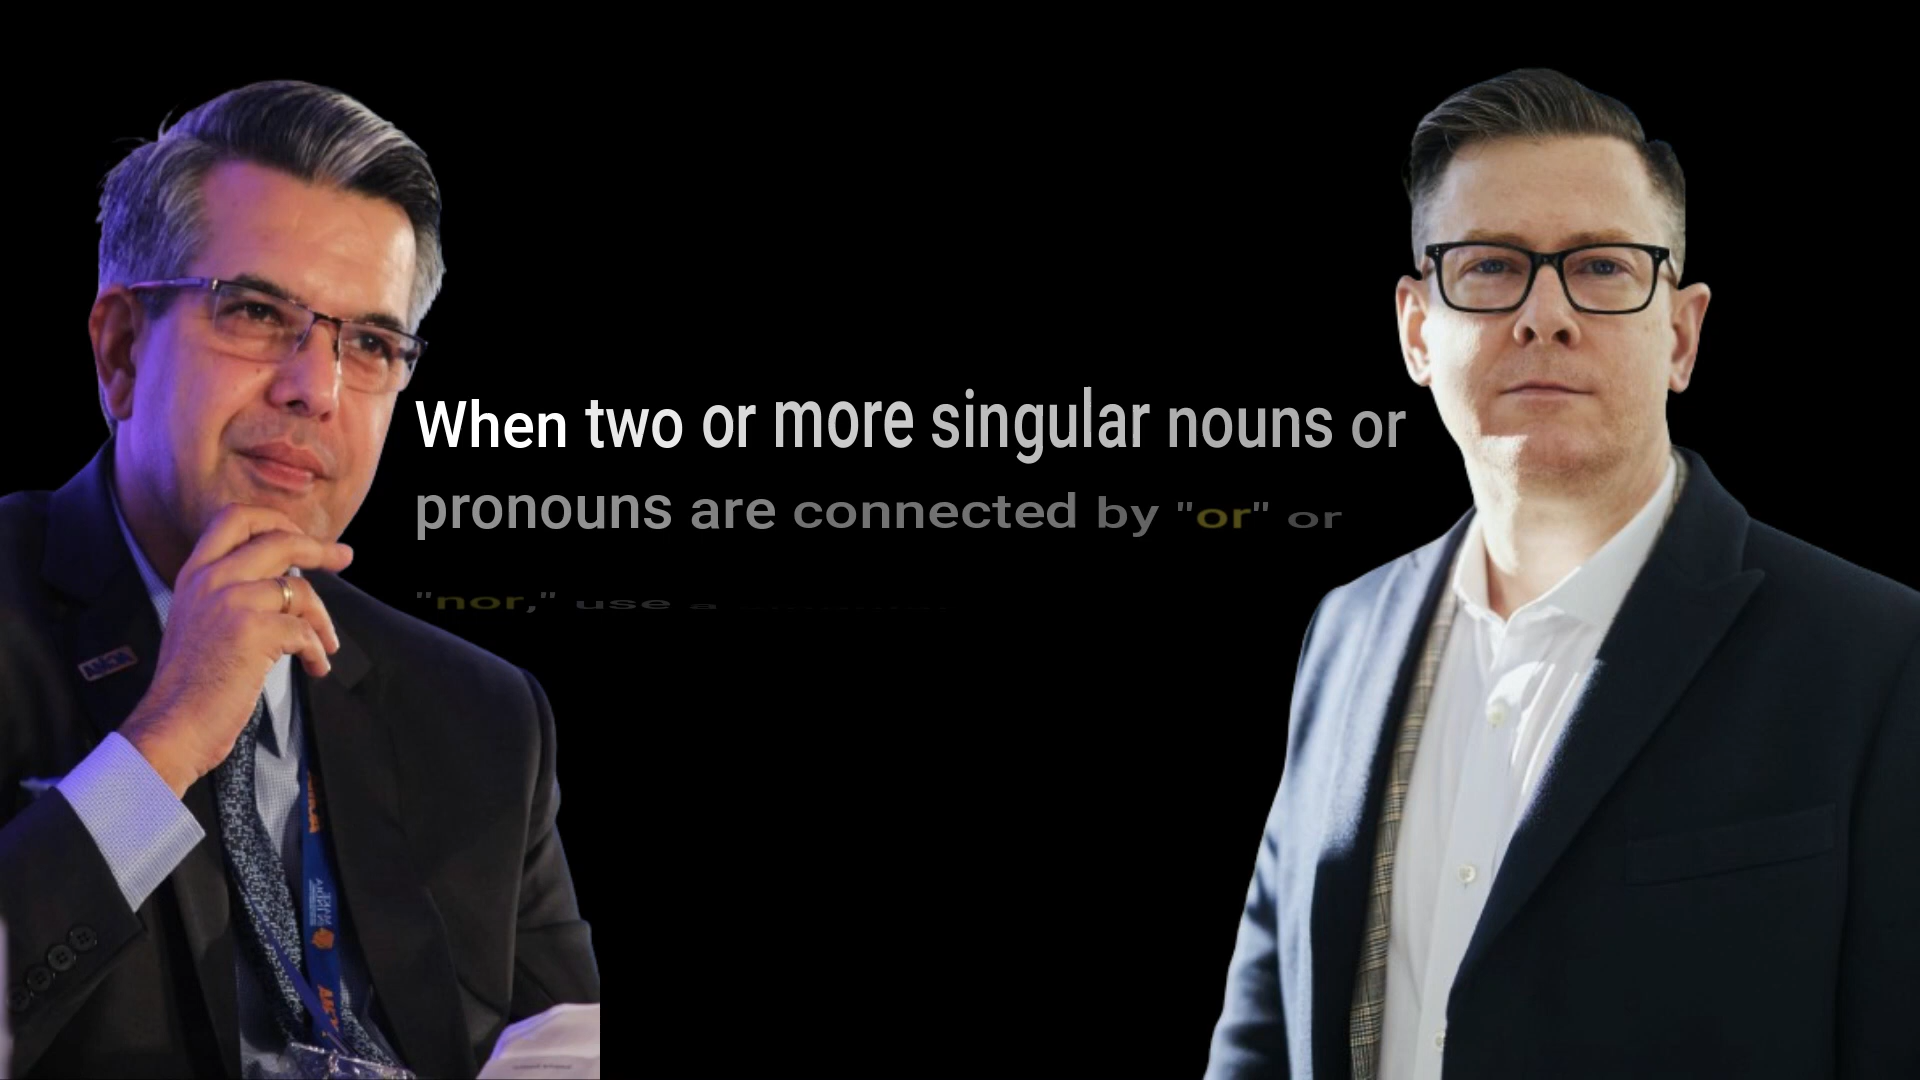 When two or more singular nouns or
pronouns are connected by "or" or
"nor," use a